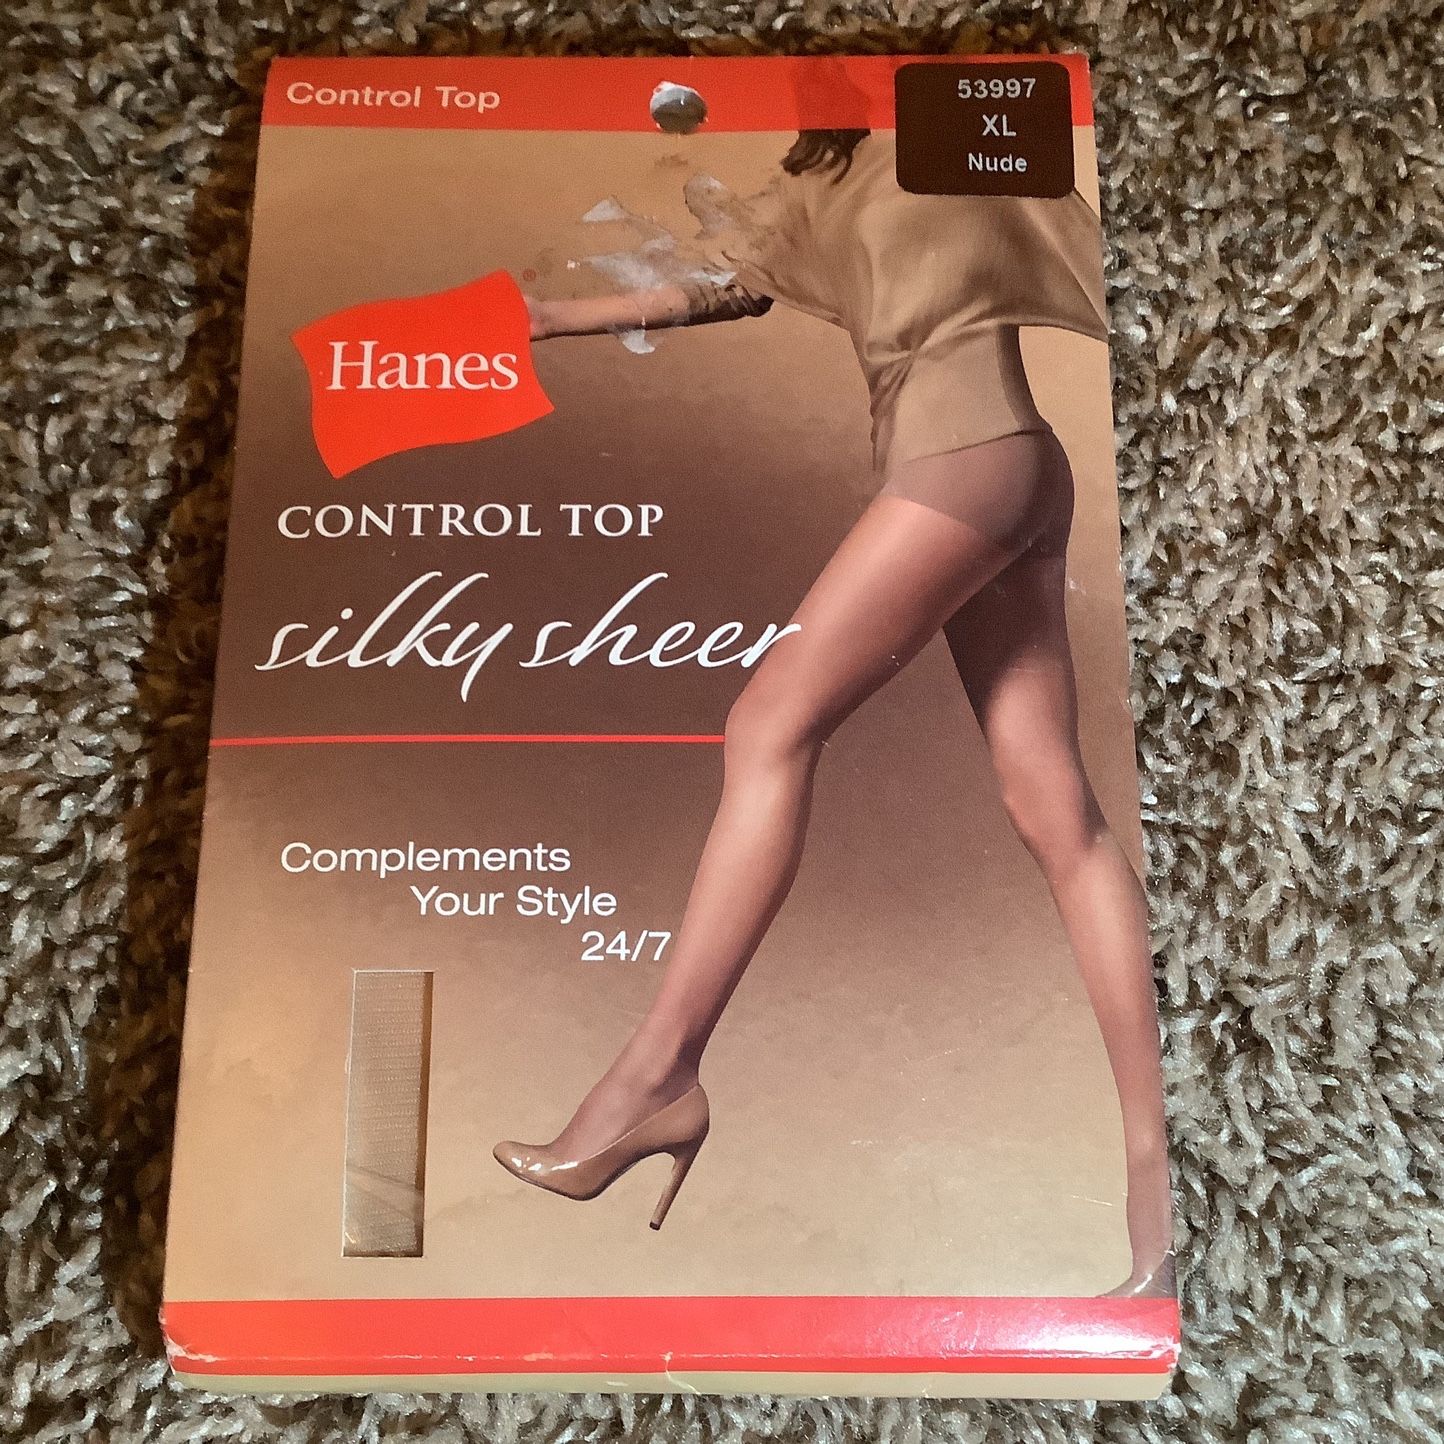 Control Top
53997
XL
Nude
Hanes®
CONTROL TOP
silky sheer
Complements
Your Style
24/7